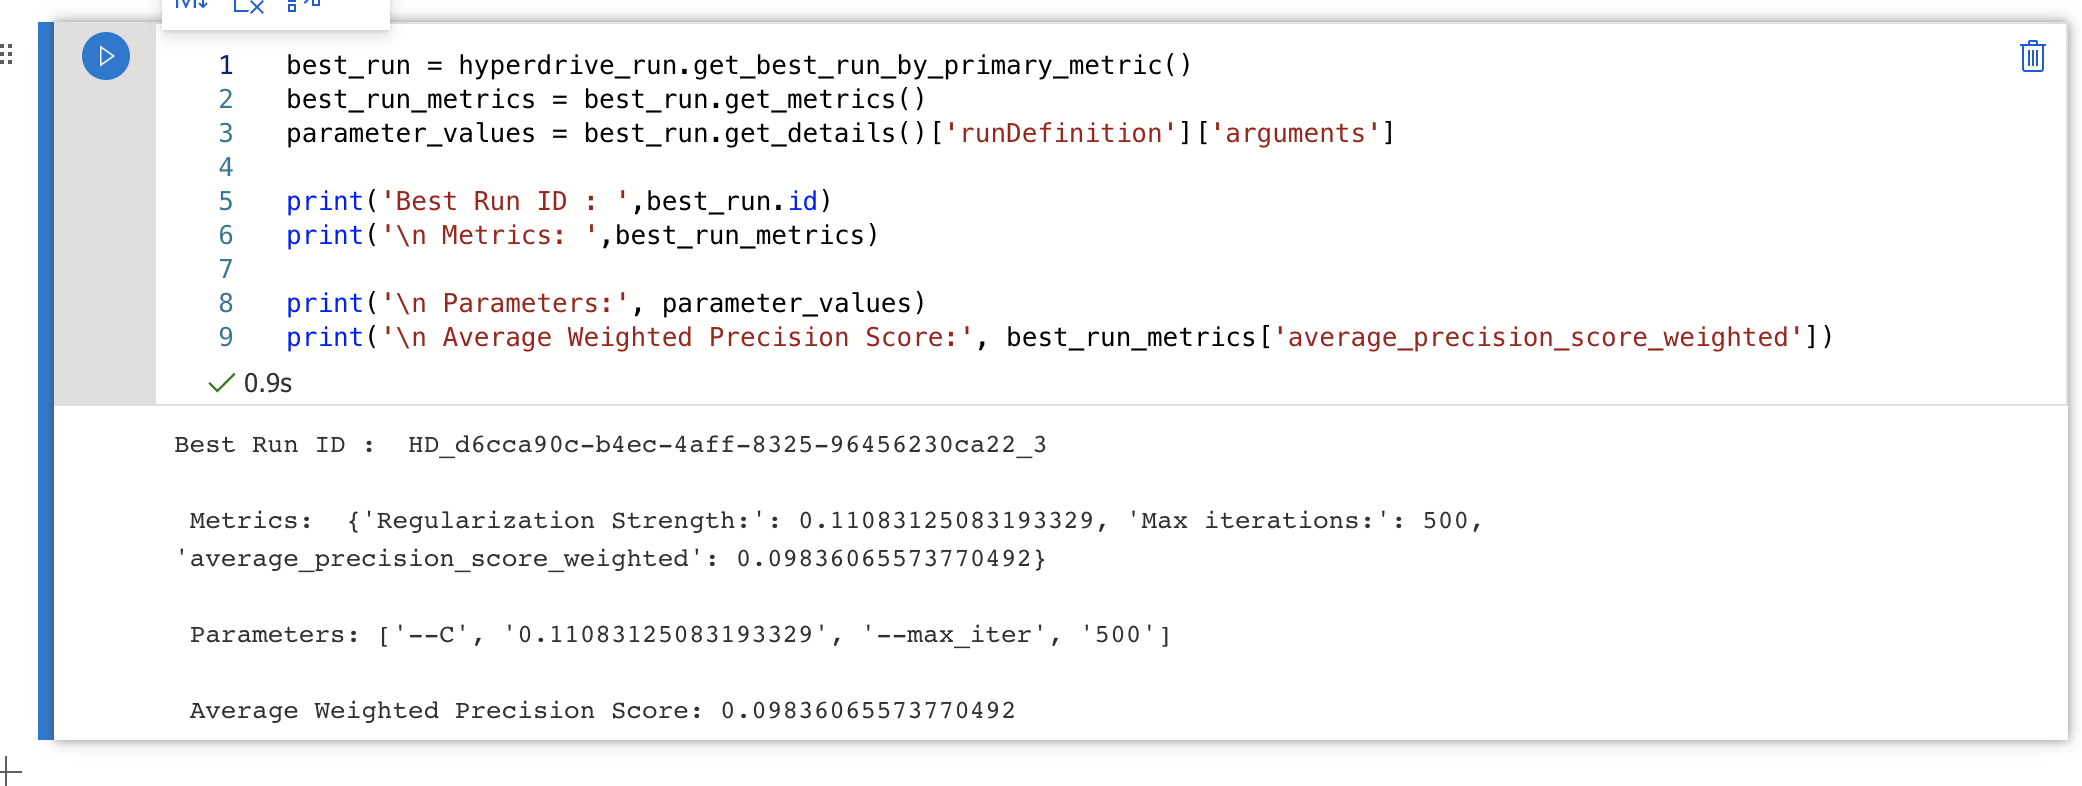 1 best_run = hyperdrive_run.get_best_run_by_primary_metric()
2 best_run_metrics = best_run.get_metrics()
3 parameter_values = best_run.get_details()['runDefinition']['arguments']
4
5 print('Best Run ID : ',best_run.id)
6 print('\n Metrics: ',best_run_metrics)
7
8 print('\n Parameters:', parameter_values)
9 print('\n Average Weighted Precision Score:', best_run_metrics['average_precision_score_weighted'])
0.9s
Best Run ID :  HD_d6cca90c-b4ec-4aff-8325-96456230ca22_3
Metrics:  {'Regularization Strength:': 0.11083125083193329, 'Max iterations:': 500,
'average_precision_score_weighted': 0.09836065573770492}
Parameters: ['--C', '0.11083125083193329', '--max_iter', '500']
Average Weighted Precision Score: 0.09836065573770492